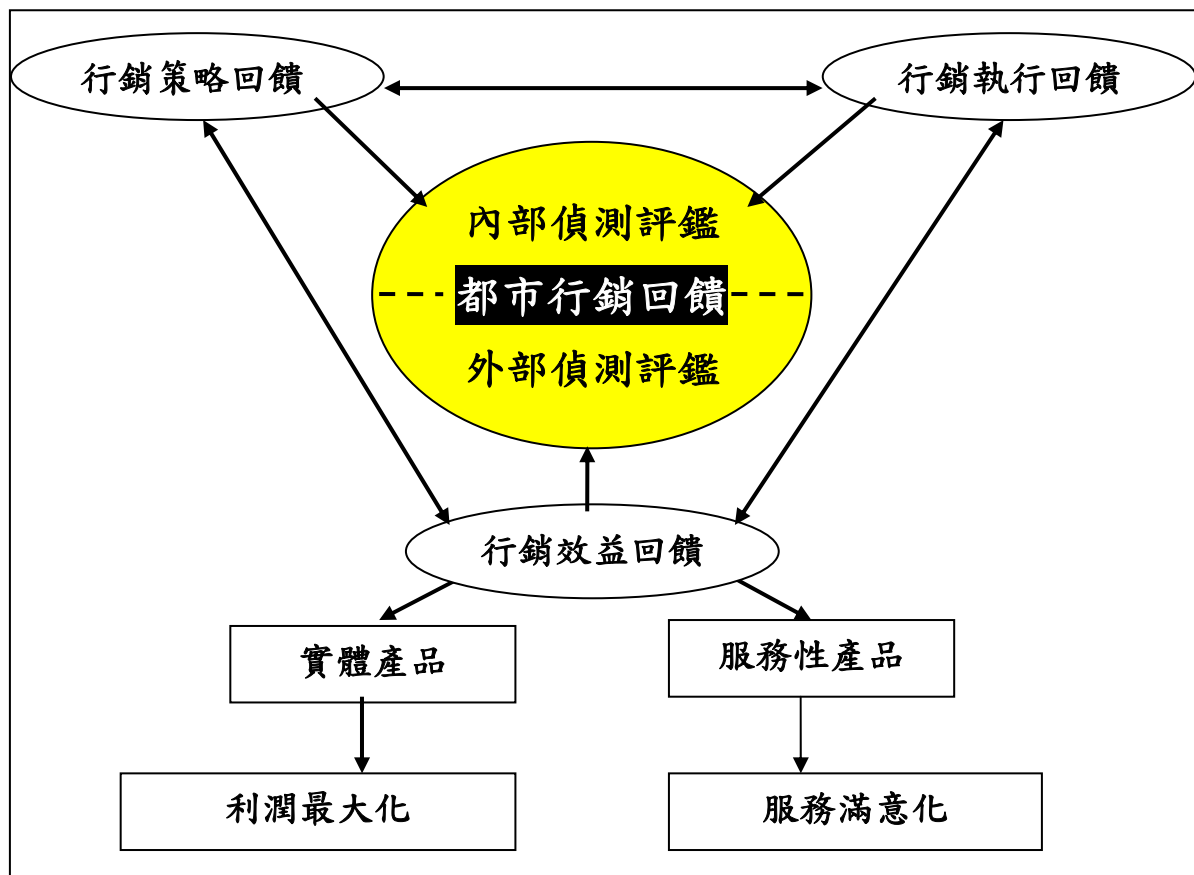 行銷策略回饋
行銷執行回饋
內部偵測評鑑
都市行銷回饋
外部偵測評鑑
行銷效益回饋
實體產品
服務性產品
利潤最大化
服務滿意化